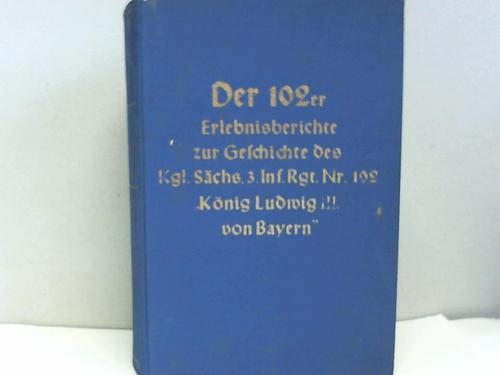 Der 102er
Erlebnisberichte
zur Geschichte des
Kgl. Sächs. 3. Inf. Rgt. Nr. 102
„König Ludwig III.
von Bayern"